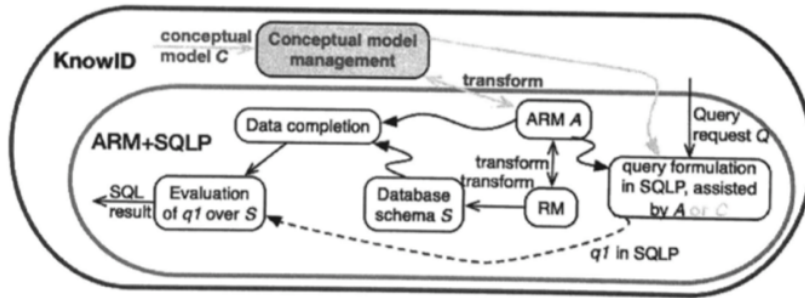 KnowID
conceptual
model C
Conceptual model
management
transform
Query
request Q
ARM+SQLP
Data completion
ARM A
transform
transform
query formulation
in SQLP, assisted
by A or C
SQL
result
Evaluation
of q1 over S
Database
schema S
RM
q1 in SQLP